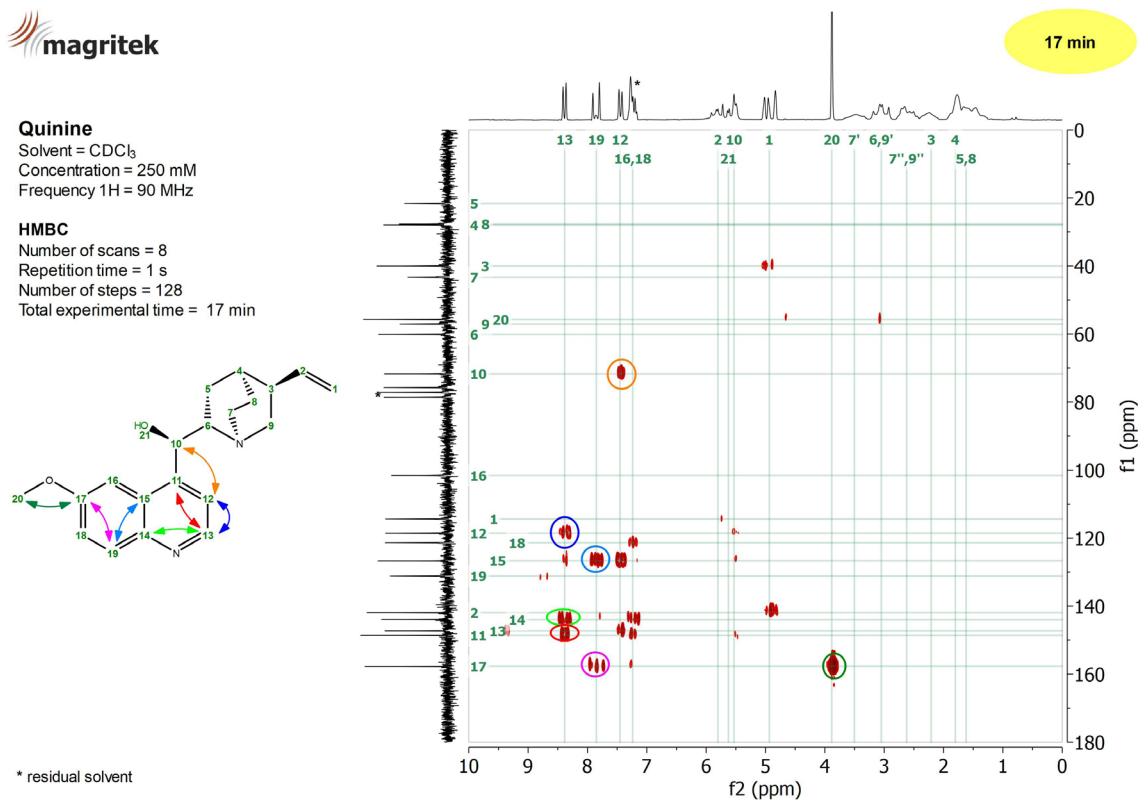 magritek
17 min
Quinine
Solvent = CDCl₃
Concentration = 250 mM
Frequency 1H = 90 MHz
HMBC
Number of scans = 8
Repetition time = 1 s
Number of steps = 128
Total experimental time = 17 min
*
13 19 12 2 10 1 20 7' 6,9' 3 4
16,18 21 7'',9'' 5,8
5
4 8
3
7
20
9
6
10
*
16
1
12
18
15
19
2
14
13
11
17
0
20
40
60
80
100
120
140
160
180
f1 (ppm)
10 9 8 7 6 5 4 3 2 1 0
f2 (ppm)
4 2
5 3 1
8
7
HO 6 9
21
10 N
O 16 11
20 17 15 12
18 14 13
19 N
* residual solvent